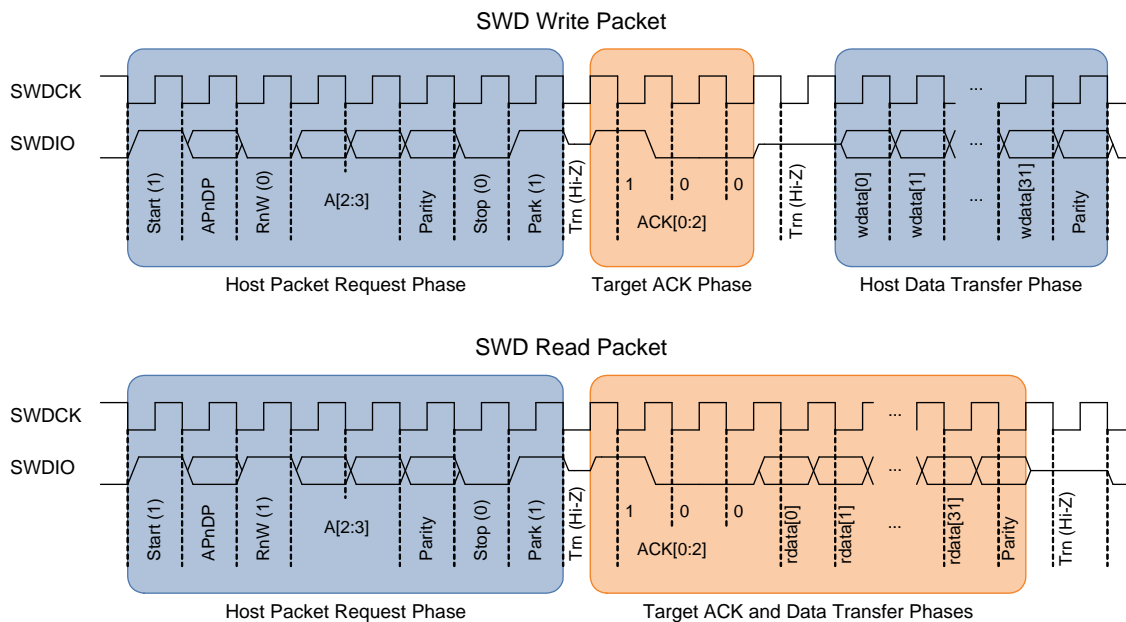 SWD Write Packet
SWDCK
...
SWDIO
...
Start (1) APnDP RnW (0) A[2:3] Parity Stop (0) Park (1) Trn (Hi-Z) 1 0 0 Trn (Hi-Z) wdata[0] wdata[1] ... wdata[31] Parity
ACK[0:2]
Host Packet Request Phase Target ACK Phase Host Data Transfer Phase
SWD Read Packet
SWDCK
...
SWDIO
...
Start (1) APnDP RnW (1) A[2:3] Parity Stop (0) Park (1) Trn (Hi-Z) 1 0 0 rdata[0] rdata[1] ... rdata[31] Parity Trn (Hi-Z)
ACK[0:2]
Host Packet Request Phase Target ACK and Data Transfer Phases